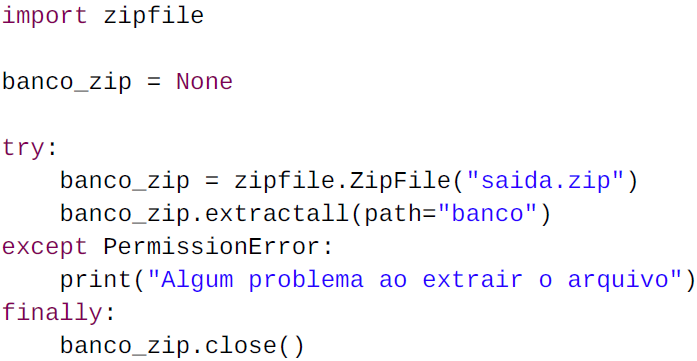 import zipfile

banco_zip = None

try:
    banco_zip = zipfile.ZipFile("saida.zip")
    banco_zip.extractall(path="banco")
except PermissionError:
    print("Algum problema ao extrair o arquivo")
finally:
    banco_zip.close()